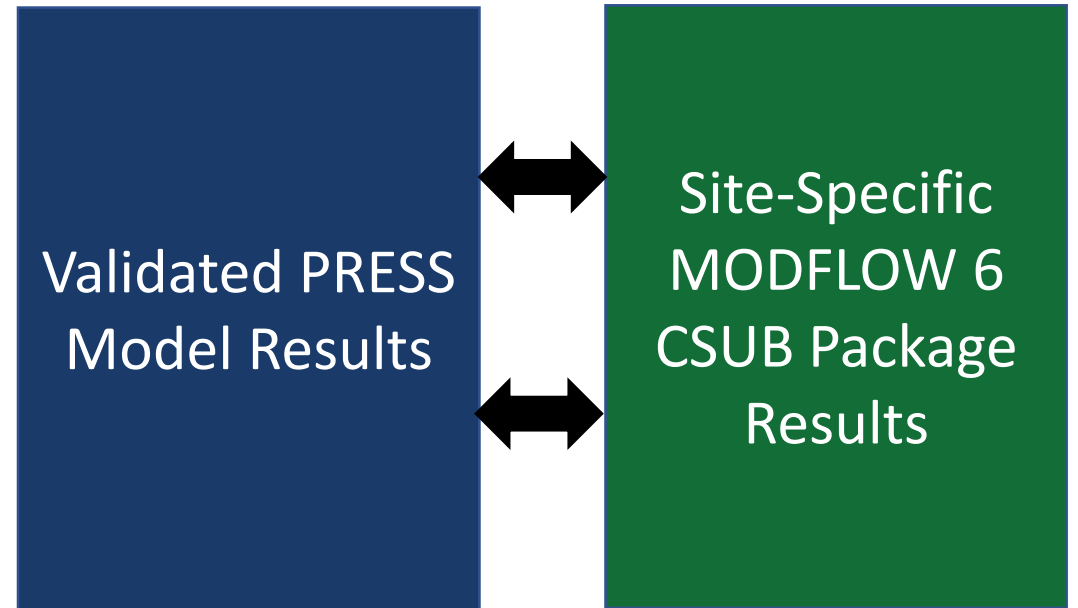 Validated PRESS
Model Results
Site-Specific
MODFLOW 6
CSUB Package
Results